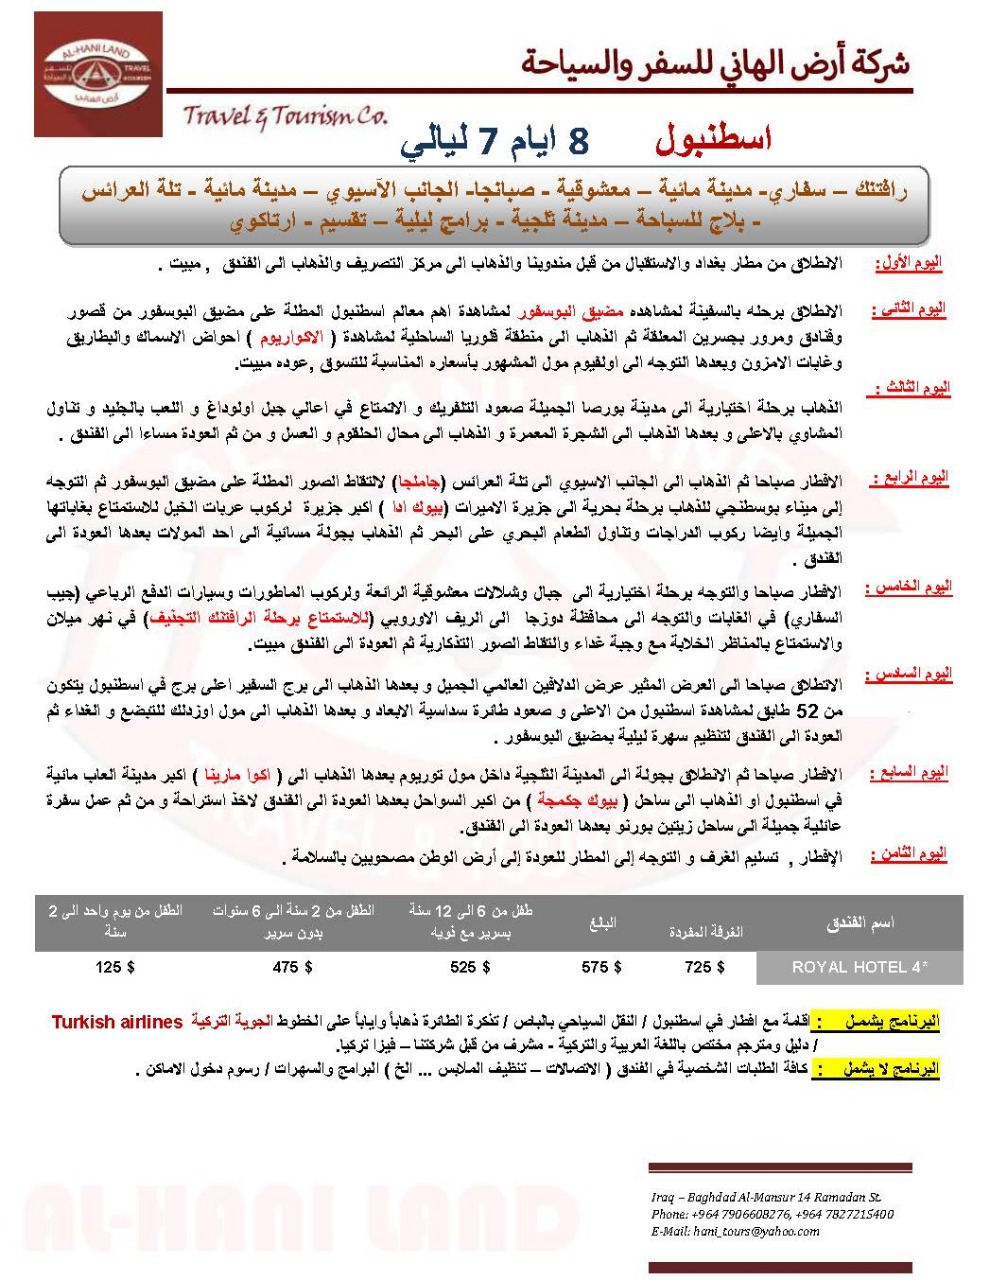 AL-HANI LAND
TRAVEL
&TOURISM
للسفر
والسياحة
أرض الهاني
شركة أرض الهاني للسفر والسياحة
Travel & Tourism Co.
اسطنبول 8 ايام 7 ليالي
رافتنك – سفاري- مدينة مائية – معشوقية - صبانجا- الجانب الآسيوي – مدينة مائية - تلة العرائس
- بلاج للسباحة – مدينة ثلجية - برامج ليلية – تقسيم - ارتاكوي
اليوم الأول: الانطلاق من مطار بغداد والاستقبال من قبل مندوبنا والذهاب الى مركز التصريف والذهاب الى الفندق , مبيت .
اليوم الثاني : الانطلاق برحله بالسفينة لمشاهده مضيق البوسفور لمشاهدة اهم معالم اسطنبول المطلة على مضيق البوسفور من قصور
وفنادق ومرور بجسرين المعلقة ثم الذهاب الى منطقة فلوريا الساحلية لمشاهدة ( الاكواريوم ) احواض الاسماك والبطاريق
وغابات الامزون وبعدها التوجه الى اولفيوم مول المشهور بأسعاره المناسبة للتسوق ,عوده مبيت.
اليوم الثالث :
الذهاب برحلة اختيارية الى مدينة بورصا الجميلة صعود التلفريك و الاتمتاع في اعالي جبل اولوداغ و اللعب بالجليد و تناول
المشاوي بالاعلى و بعدها الذهاب الى الشجرة المعمرة و الذهاب الى محال الحلقوم و العسل و من ثم العودة مساءا الى الفندق .
اليوم الرابع : الافطار صباحا ثم الذهاب الى الجانب الاسيوي الى تلة العرائس (جاملجا) لالتقاط الصور المطلة على مضيق البوسفور ثم التوجه
إلى ميناء بوسطنجي للذهاب برحلة بحرية الى جزيرة الاميرات (بيوك ادا ) اكبر جزيرة لركوب عربات الخيل للاستمتاع بغاباتها
الجميلة وايضا ركوب الدراجات وتناول الطعام البحري على البحر ثم الذهاب بجولة مسائية الى احد المولات بعدها العودة الى
الفندق .
اليوم الخامس : الافطار صباحا والتوجه برحلة اختيارية الى جبال وشلالات معشوقية الرائعة ولركوب الماطورات وسيارات الدفع الرباعي (جيب
السفاري) في الغابات والتوجه الى محافظة دوزجا الى الريف الاوروبي (للاستمتاع برحلة الرافتنك التجذيف) في نهر ميلان
والاستمتاع بالمناظر الخلابة مع وجبة غداء والتقاط الصور التذكارية ثم العودة الى الفندق مبيت.
اليوم السادس : الانطلاق صباحا الى العرض المثير عرض الدلافين العالمي الجميل و بعدها الذهاب الى برج السفير اعلى برج في اسطنبول يتكون
من 52 طابق لمشاهدة اسطنبول من الاعلى و صعود طائرة سداسية الابعاد و بعدها الذهاب الى مول اوزدلك للتبضع و الغداء ثم
العودة الى الفندق لتنظيم سهرة ليلية بمضيق البوسفور .
اليوم السابع : الافطار صباحا ثم الانطلاق بجولة الى المدينة الثلجية داخل مول توريوم بعدها الذهاب الى ( اكوا مارينا ) اكبر مدينة العاب مائية
في اسطنبول او الذهاب الى ساحل ( بيوك جكمجة ) من اكبر السواحل بعدها العودة الى الفندق لاخذ استراحة و من ثم عمل سفرة
عائلية جميلة الى ساحل زيتين بورنو بعدها العودة الى الفندق.
اليوم الثامن : الإفطار , تسليم الغرف و التوجه إلى المطار للعودة إلى أرض الوطن مصحوبين بالسلامة .
اسم الفندق الغرفة المفردة البالغ طفل من 6 الى 12 سنة الطفل من 2 سنة الى 6 سنوات الطفل من يوم واحد الى 2
بسرير مع ذويه بدون سرير سنة
ROYAL HOTEL 4* 725 $ 575 $ 525 $ 475 $ 125 $
البرنامج يشمل : اقامة مع افطار في اسطنبول / النقل السياحي بالباص / تذكرة الطائرة ذهاباً واياباً على الخطوط الجوية التركية Turkish airlines
/ دليل ومترجم مختص باللغة العربية والتركية - مشرف من قبل شركتنا – فيزا تركيا.
البرنامج لا يشمل : كافة الطلبات الشخصية في الفندق ( الاتصالات – تنظيف الملابس ... الخ ) البرامج والسهرات / رسوم دخول الاماكن .
AL-HANI LAND
Iraq – Baghdad Al-Mansur 14 Ramadan St.
Phone: +964 7906608276, +964 7827215400
E-Mail: hani_tours@yahoo.com